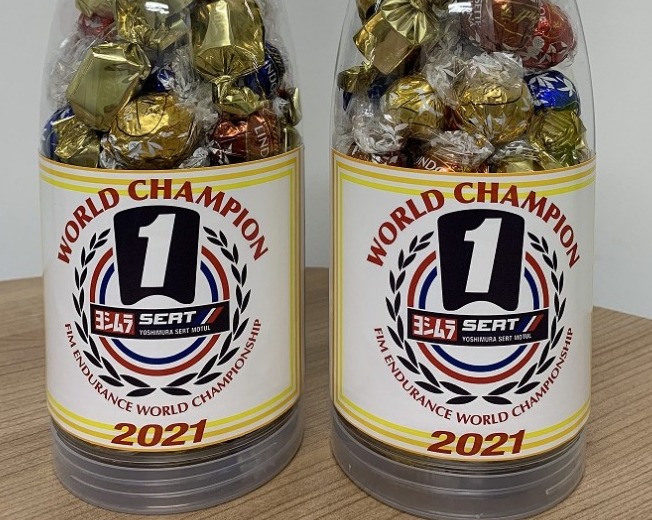 WORLD CHAMPION
1
ヨシムラ SERT
YOSHIMURA SERT MOTUL
FIM ENDURANCE WORLD CHAMPIONSHIP
2021
WORLD CHAMPION
1
ヨシムラ SERT
YOSHIMURA SERT MOTUL
FIM ENDURANCE WORLD CHAMPIONSHIP
2021